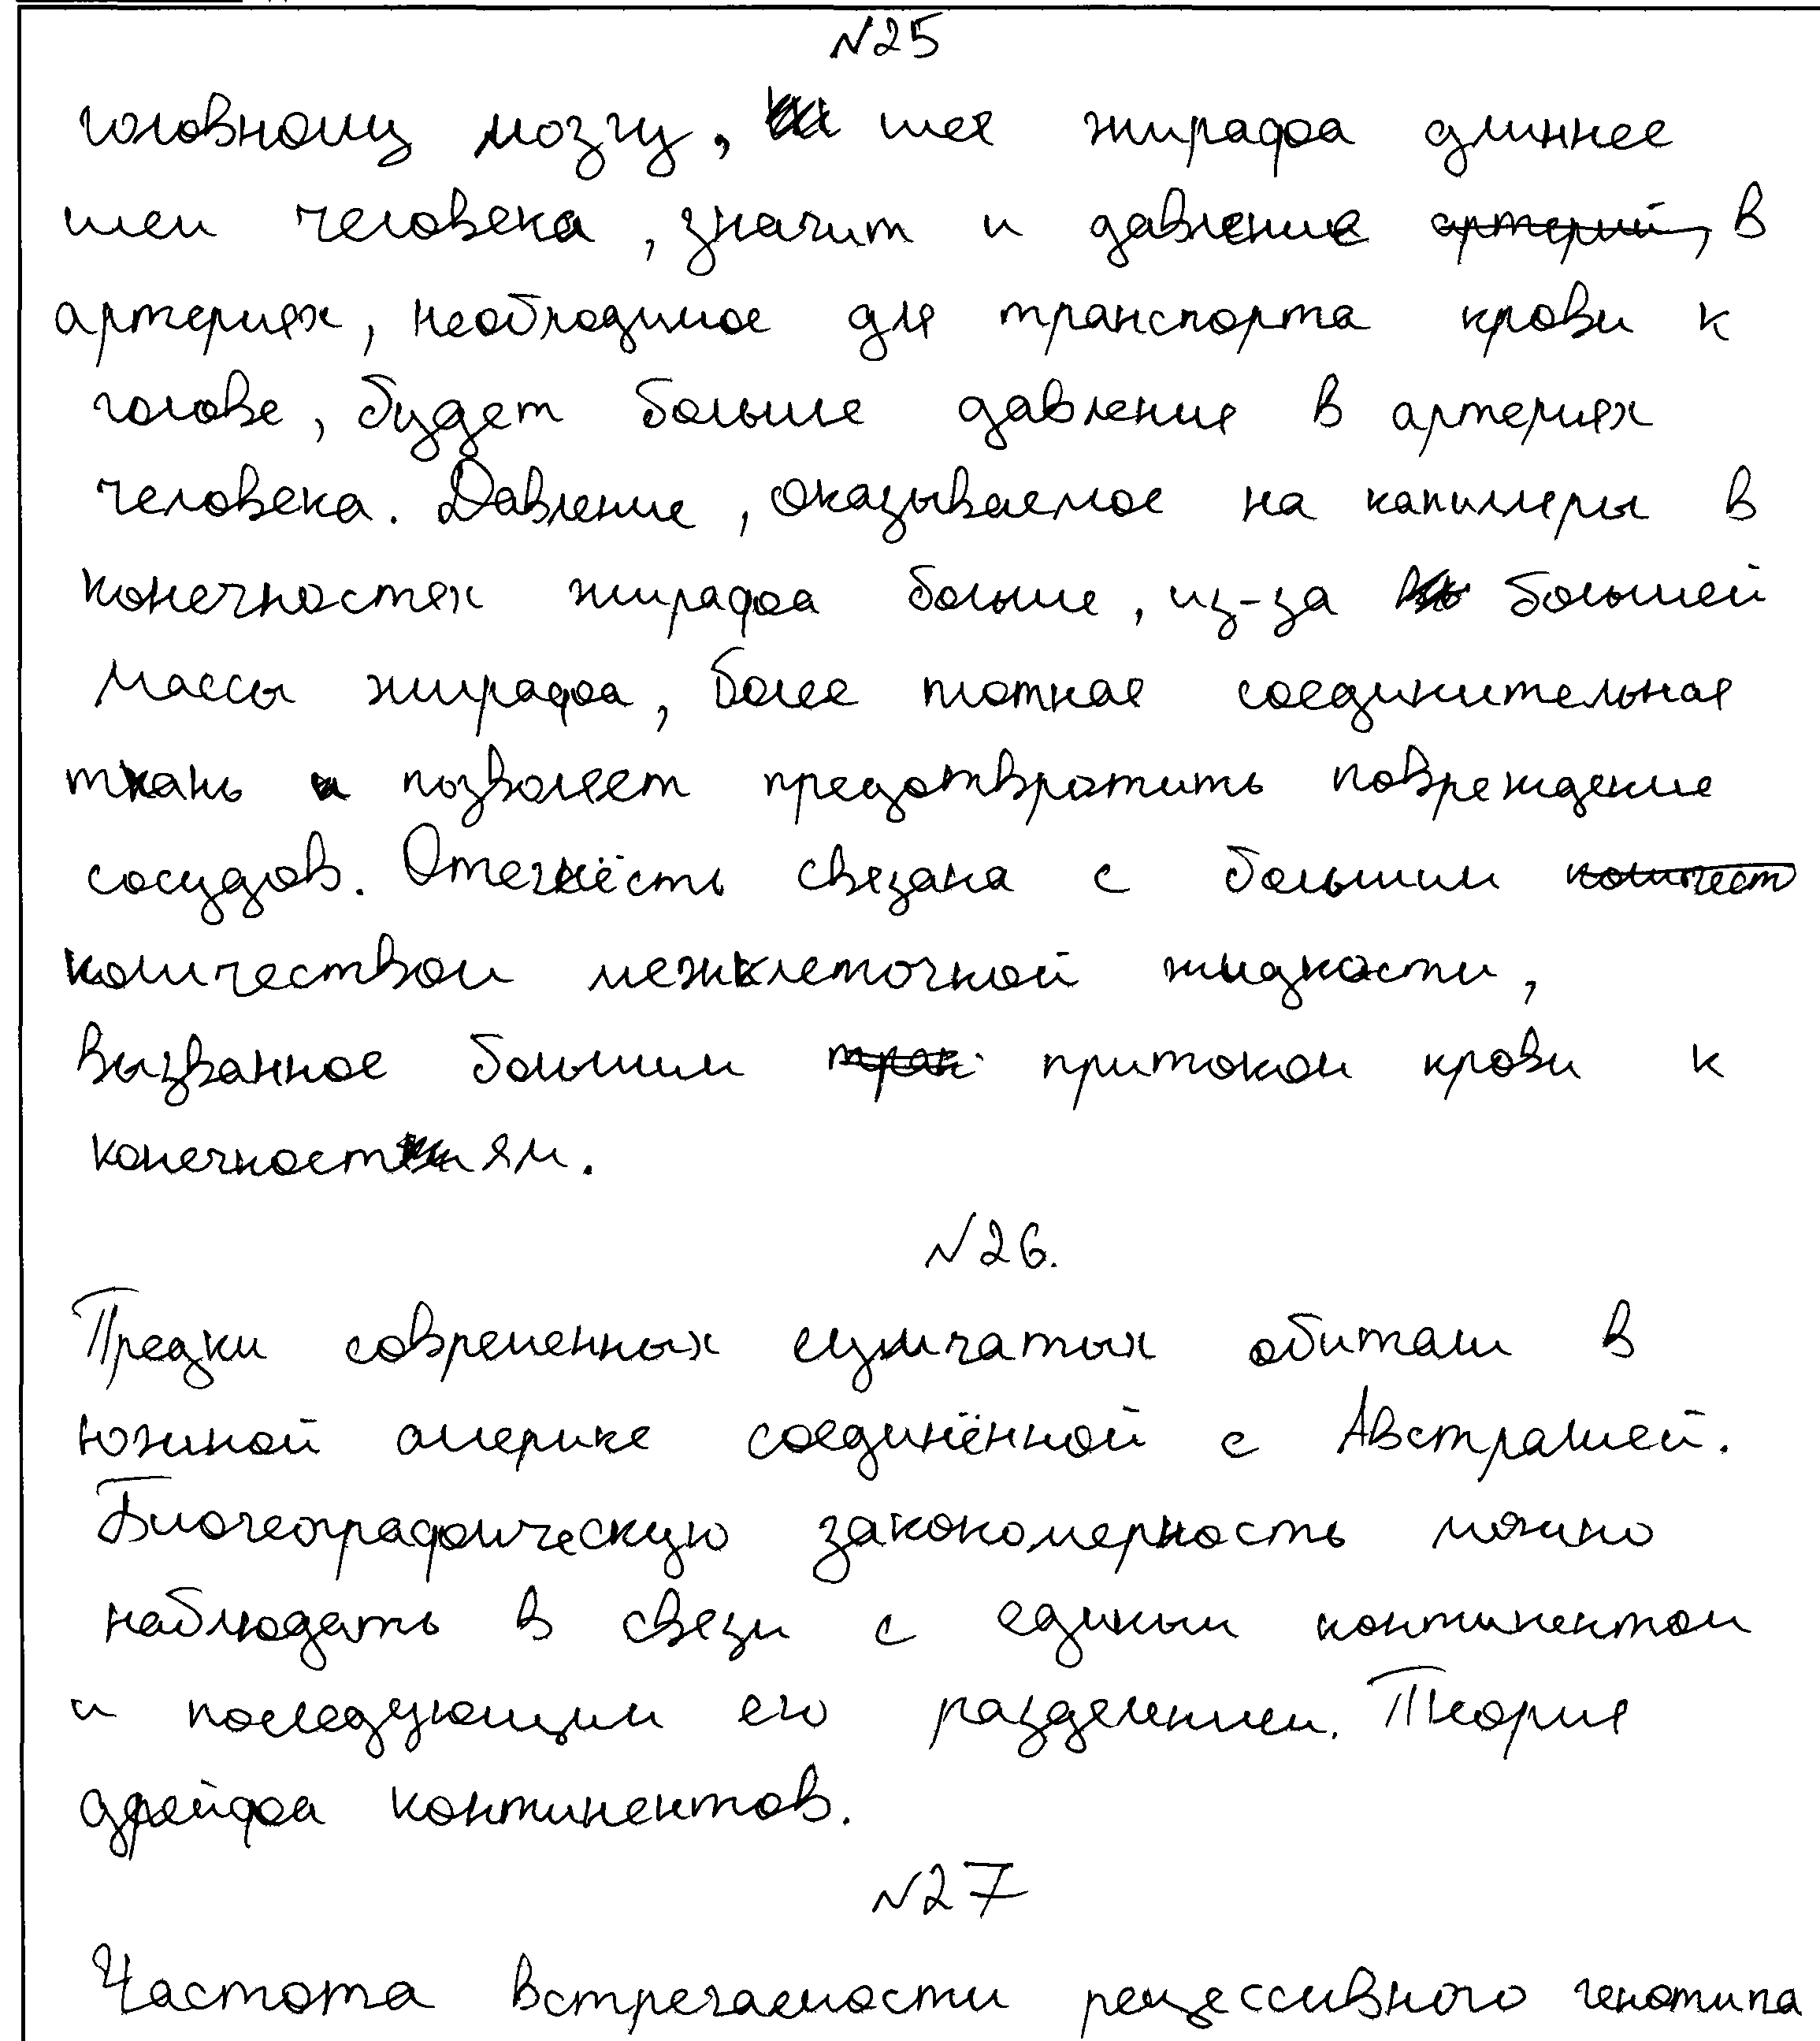 №25
головному мозгу, шея жирафа длиннее
шеи человека, значит и давление в
артериях, необходимое для транспорта крови к
голове, будет больше давления в артериях
человека. Давление, оказываемое на капилляры в
конечностях жирафа больше, из-за большей
массы жирафа, более плотная соединительная
ткань позволяет предотвратить повреждение
сосудов. Отечность связана с большим
количеством межклеточной жидкости,
вызванное большим притоком крови к
конечностям.
№26.
Предки современных сумчатых обитали в
южной америке соединённой с Австралией.
Биогеографическую закономерность можно
наблюдать в связи с единым континентом
и последующим его разделением. Теория
дрейфа континентов.
№27
Частота встречаемости рецессивного генотипа